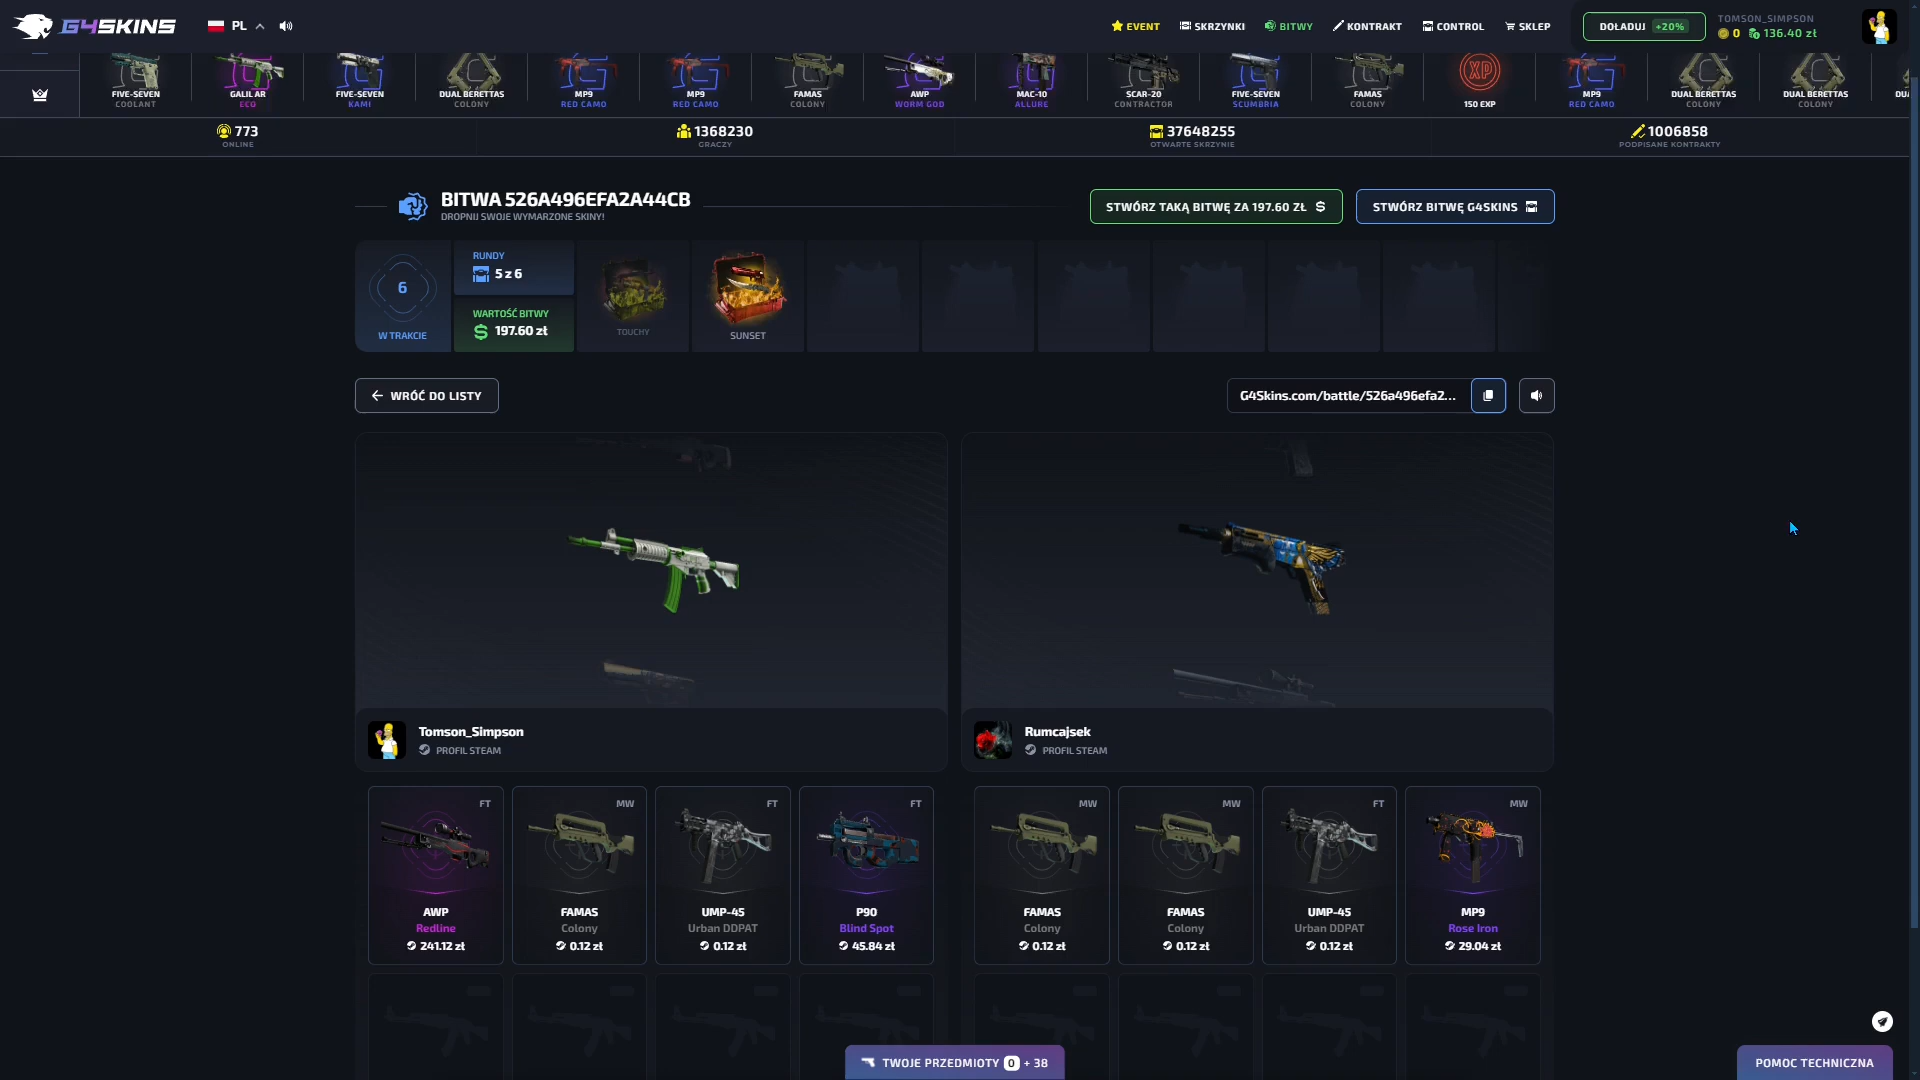 G4SKINS
PL
EVENT
SKRZYNKI
BITWY
KONTRAKT
CONTROL
SKLEP
DOŁADUJ +20%
TOMSON_SIMPSON
0 136.40 zł
FIVE-SEVEN
COOLANT
GALIL AR
ECO
FIVE-SEVEN
KAMI
DUAL BERETTAS
COLONY
MP9
RED CAMO
MP9
RED CAMO
FAMAS
COLONY
AWP
WORM GOD
MAC-10
ALLURE
SCAR-20
CONTRACTOR
FIVE-SEVEN
SCUMBRIA
FAMAS
COLONY
XP
150 EXP
MP9
RED CAMO
DUAL BERETTAS
COLONY
DUAL BERETTAS
COLONY
773
ONLINE
1368230
GRACZY
37648255
OTWARTE SKRZYNIE
1006858
PODPISANE KONTRAKTY
BITWA 526A496EFA2A44CB
DROPNIJ SWOJE WYMARZONE SKINY!
STWÓRZ TAKĄ BITWĘ ZA 197.60 ZŁ $
STWÓRZ BITWĘ G4SKINS
6
W TRAKCIE
RUNDY
5 z 6
WARTOŚĆ BITWY
$ 197.60 zł
TOUCHY
SUNSET
WRÓĆ DO LISTY
G4Skins.com/battle/526a496efa2...
Tomson_Simpson
PROFIL STEAM
Rumcajsek
PROFIL STEAM
FT
AWP
Redline
241.12 zł
MW
FAMAS
Colony
0.12 zł
FT
UMP-45
Urban DDPAT
0.12 zł
FT
P90
Blind Spot
45.84 zł
MW
FAMAS
Colony
0.12 zł
MW
FAMAS
Colony
0.12 zł
FT
UMP-45
Urban DDPAT
0.12 zł
MW
MP9
Rose Iron
29.04 zł
TWOJE PRZEDMIOTY 0 + 38
POMOC TECHNICZNA